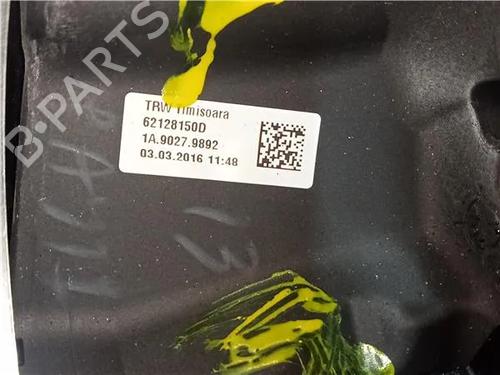 B-PARTS
TRW Timisoara
62128150D
1A.9027.9892
03.03.2016 11:48